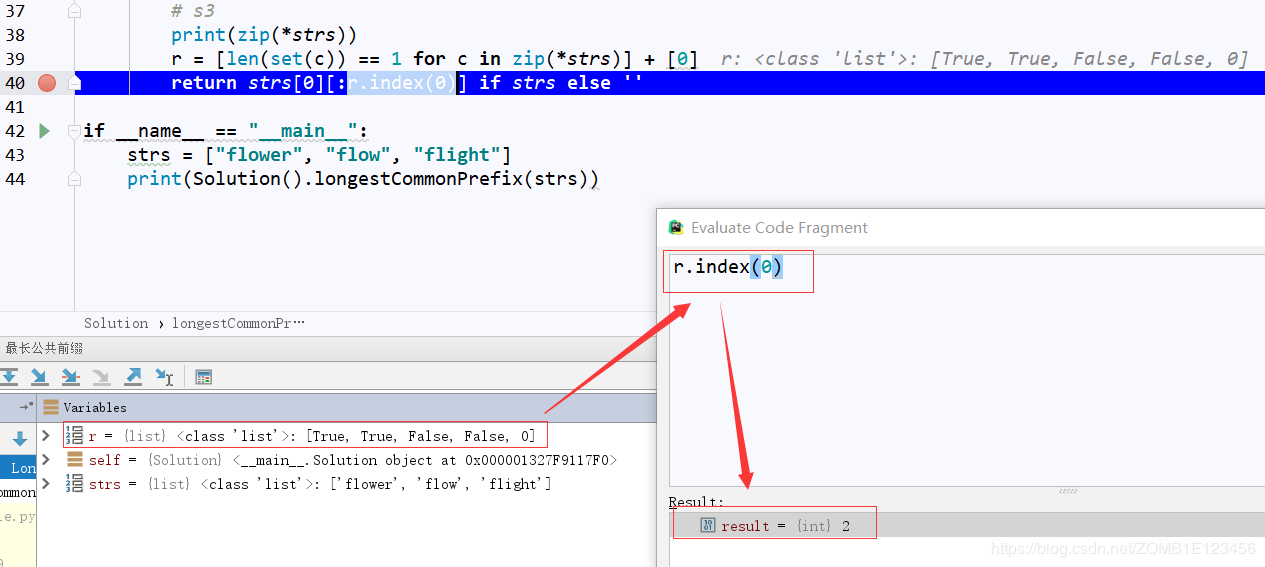 37 # s3
38 print(zip(*strs))
39 r = [len(set(c)) == 1 for c in zip(*strs)] + [0] r: <class 'list'>: [True, True, False, False, 0]
40 return strs[0][:r.index(0)] if strs else ''
41
42 if __name__ == "__main__":
43 strs = ["flower", "flow", "flight"]
44 print(Solution().longestCommonPrefix(strs))
Evaluate Code Fragment
r.index(0)
Solution › longestCommonPr…
最长公共前缀
Variables
r = {list} <class 'list'>: [True, True, False, False, 0]
self = {Solution} <__main__.Solution object at 0x000001327F9117F0>
Lon
strs = {list} <class 'list'>: ['flower', 'flow', 'flight']
ommon
le.py
Result:
result = {int} 2
https://blog.csdn.net/ZOMB1E123456